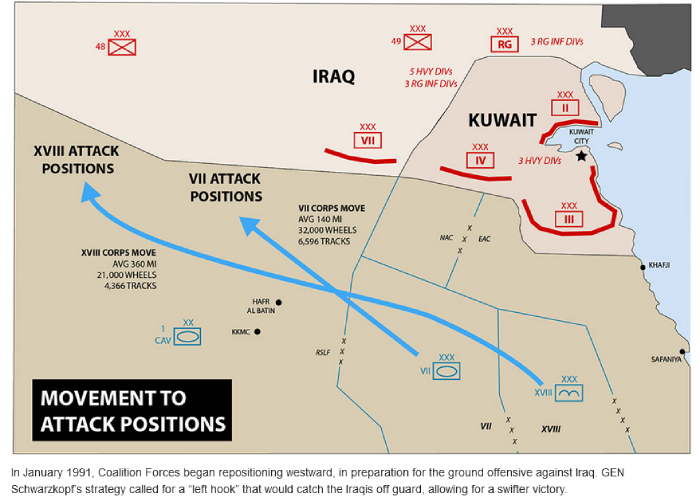 XXX
48
XXX
49
XXX
RG
3 RG INF DIVs
IRAQ
5 HVY DIVs
3 RG INF DIVs
KUWAIT
XXX
II
KUWAIT
CITY
XXX
VII
XXX
IV
3 HVY DIVs
XXX
III
XVIII ATTACK
POSITIONS
VII ATTACK
POSITIONS
VII CORPS MOVE
AVG 140 MI
32,000 WHEELS
6,596 TRACKS
XVIII CORPS MOVE
AVG 360 MI
21,000 WHEELS
4,366 TRACKS
NAC
X
X
X
EAC
KHAFJI
HAFR
AL BATIN
KKMC
XX
1
CAV
RSLF
X
X
X
XXX
VII
XXX
XVIII
SAFANIYA
VII
X
X
X
XVIII
X
X
X
MOVEMENT TO
ATTACK POSITIONS
In January 1991, Coalition Forces began repositioning westward, in preparation for the ground offensive against Iraq. GEN
Schwarzkopf's strategy called for a "left hook" that would catch the Iraqis off guard, allowing for a swifter victory.